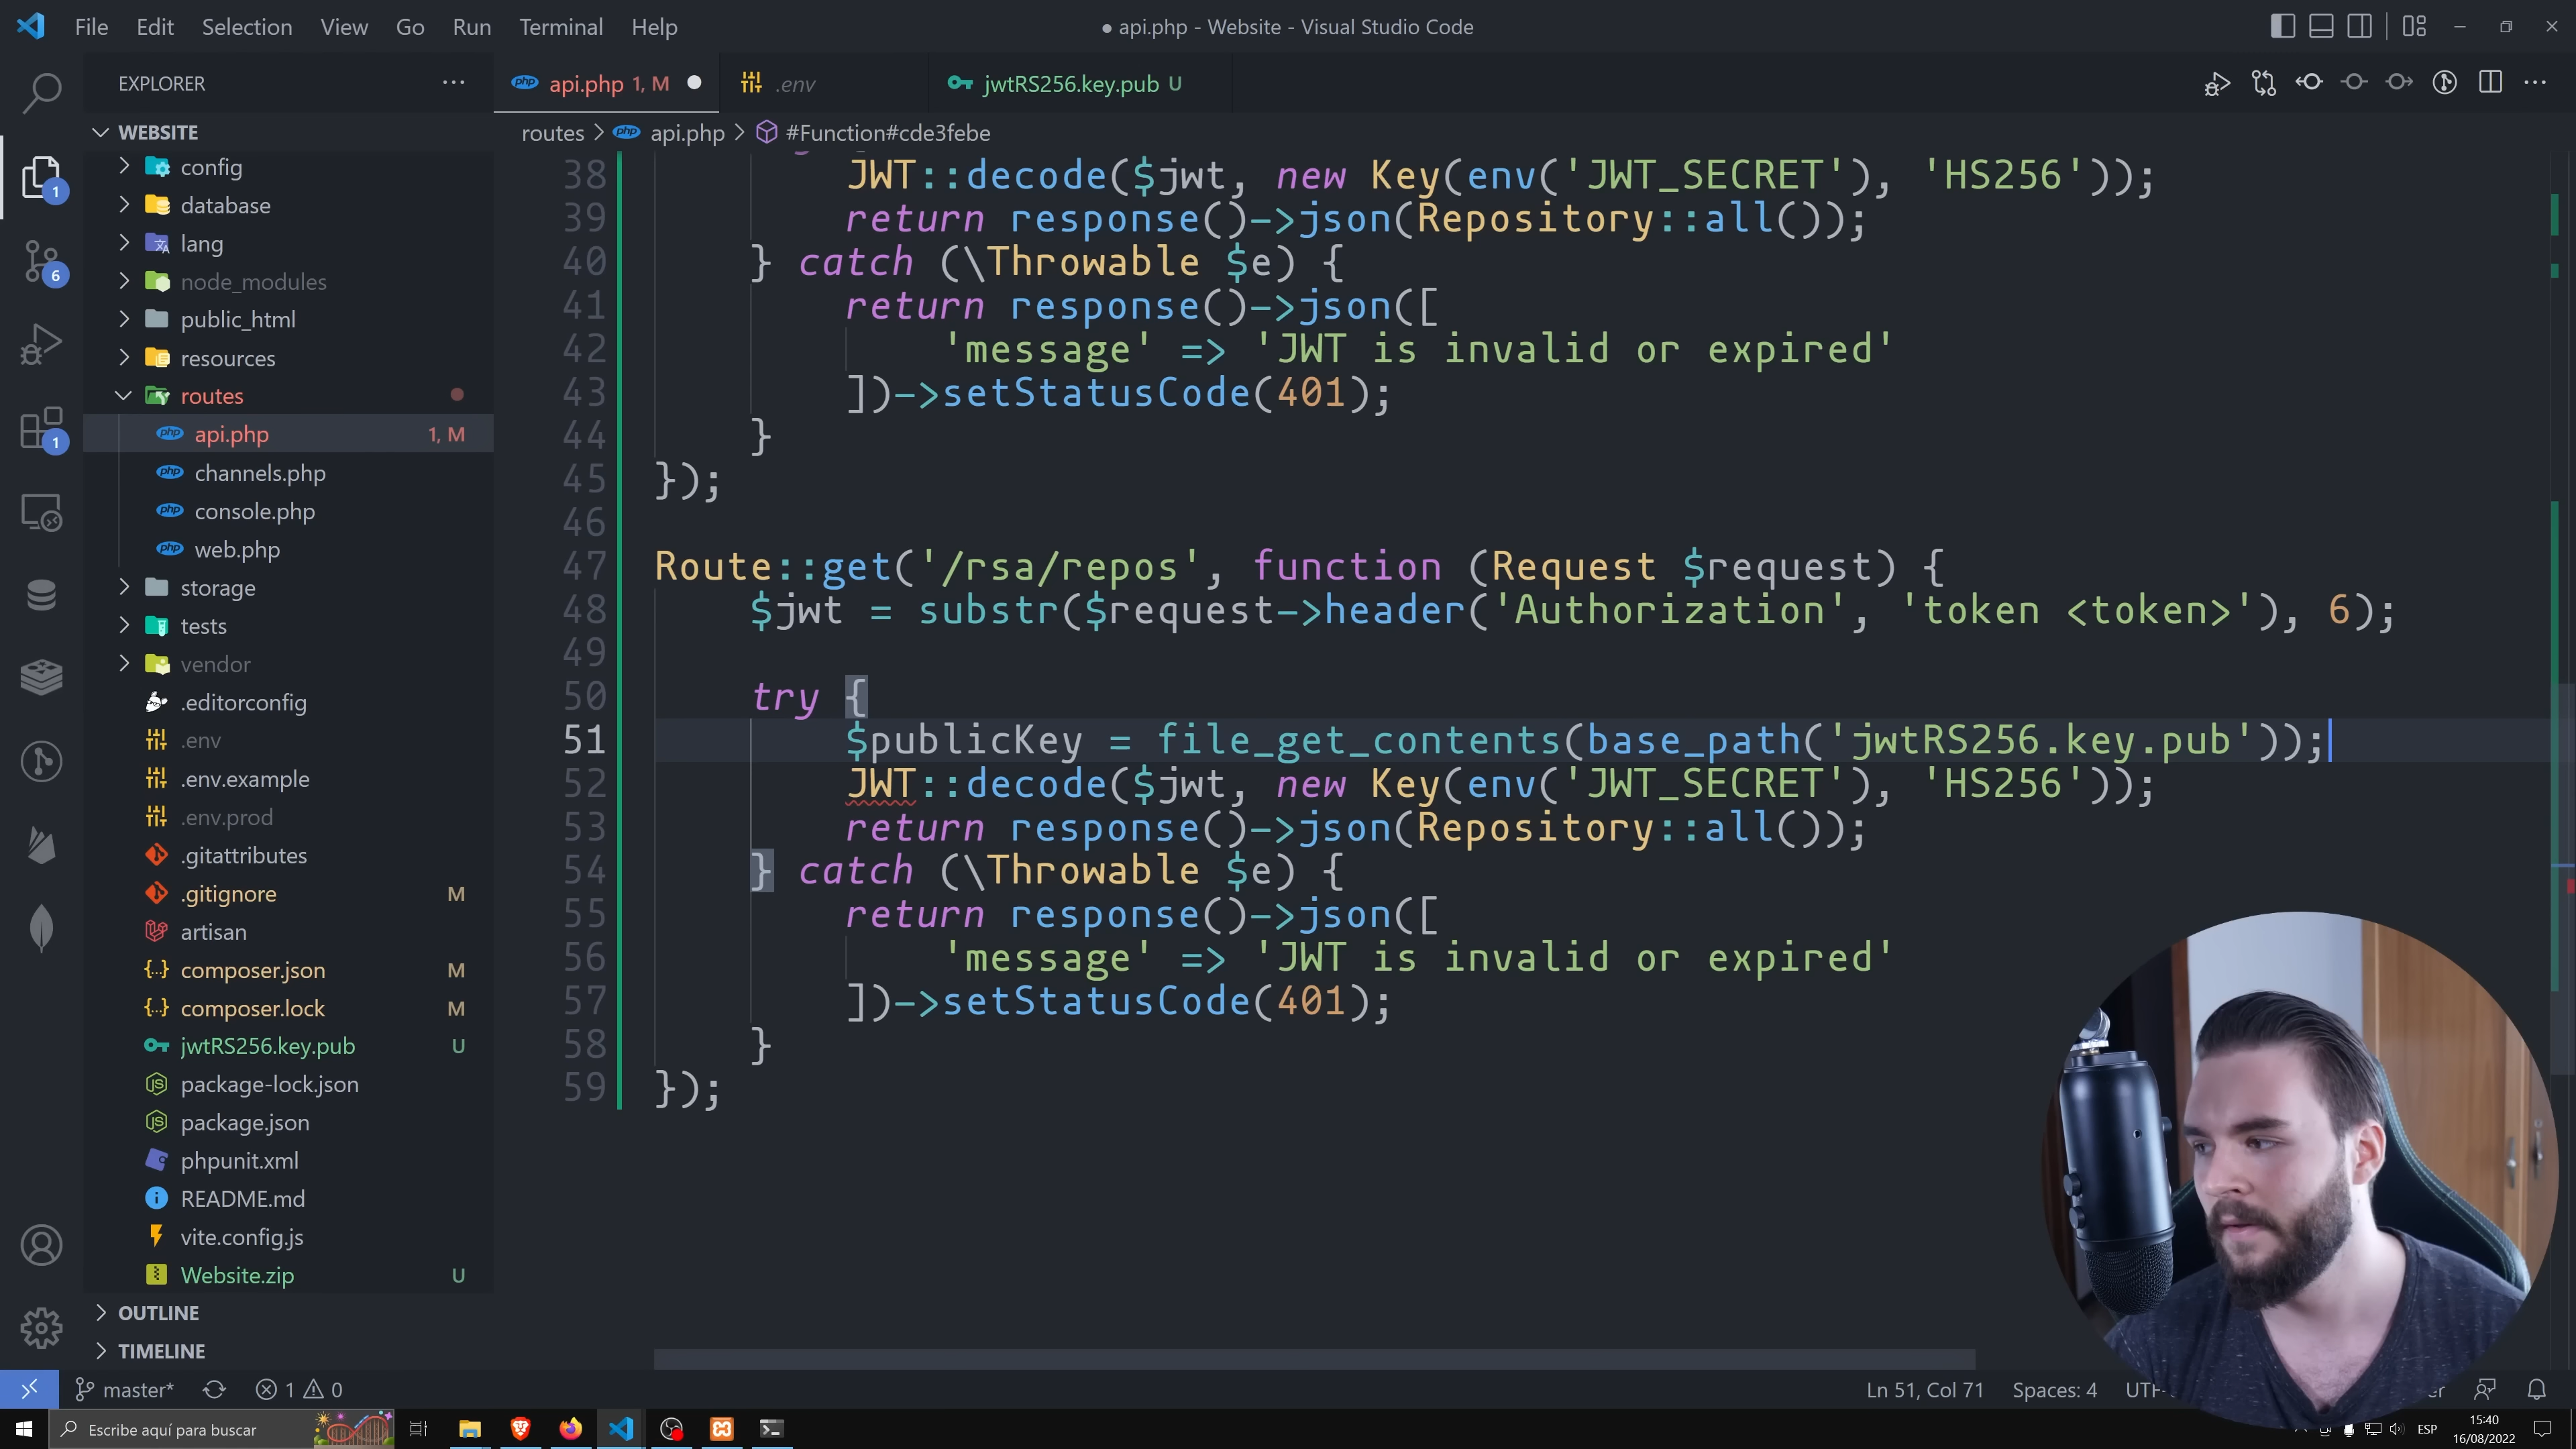 File Edit Selection View Go Run Terminal Help
● api.php - Website - Visual Studio Code
EXPLORER
api.php 1, M
.env
jwtRS256.key.pub U
WEBSITE
routes > api.php > #Function#cde3febe
config
database
lang
node_modules
public_html
resources
routes
api.php 1, M
channels.php
console.php
web.php
storage
tests
vendor
.editorconfig
.env
.env.example
.env.prod
.gitattributes
.gitignore M
artisan
composer.json M
composer.lock M
jwtRS256.key.pub U
package-lock.json
package.json
phpunit.xml
README.md
vite.config.js
Website.zip U
OUTLINE
TIMELINE
1
6
1
38 JWT::decode($jwt, new Key(env('JWT_SECRET'), 'HS256'));
39 return response()->json(Repository::all());
40 } catch (\Throwable $e) {
41 return response()->json([
42 'message' => 'JWT is invalid or expired'
43 ])->setStatusCode(401);
44 }
45 });
46
47 Route::get('/rsa/repos', function (Request $request) {
48 $jwt = substr($request->header('Authorization', 'token <token>'), 6);
49
50 try {
51 $publicKey = file_get_contents(base_path('jwtRS256.key.pub'));
52 JWT::decode($jwt, new Key(env('JWT_SECRET'), 'HS256'));
53 return response()->json(Repository::all());
54 } catch (\Throwable $e) {
55 return response()->json([
56 'message' => 'JWT is invalid or expired'
57 ])->setStatusCode(401);
58 }
59 });
master* 1 0
Ln 51, Col 71 Spaces: 4
Escribe aquí para buscar
ESP
15:40
16/08/2022